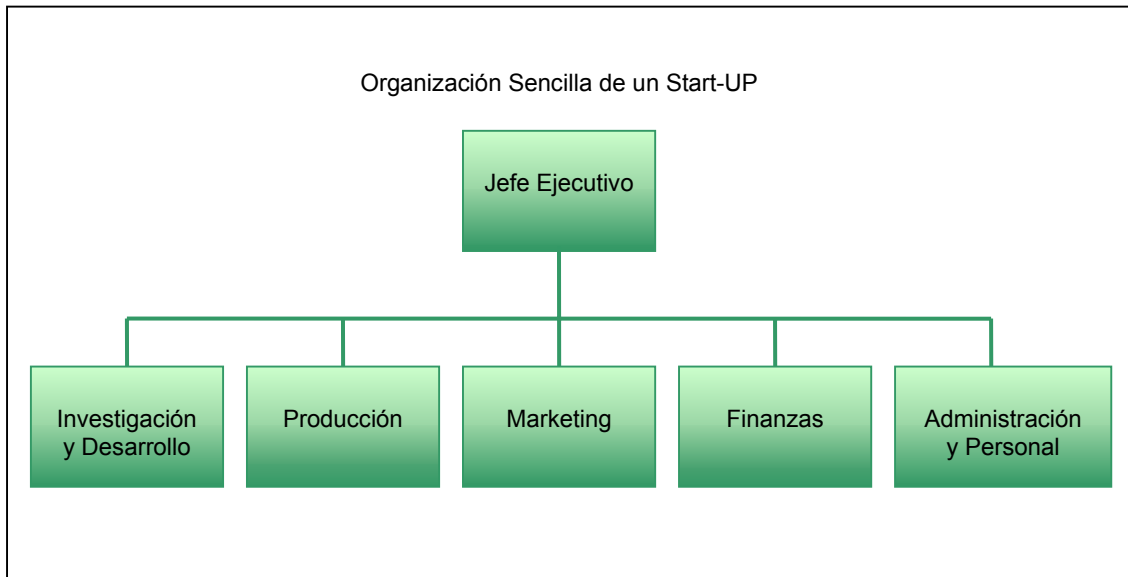 Organización Sencilla de un Start-UP
Jefe Ejecutivo
Investigación
y Desarrollo
Producción
Marketing
Finanzas
Administración
y Personal